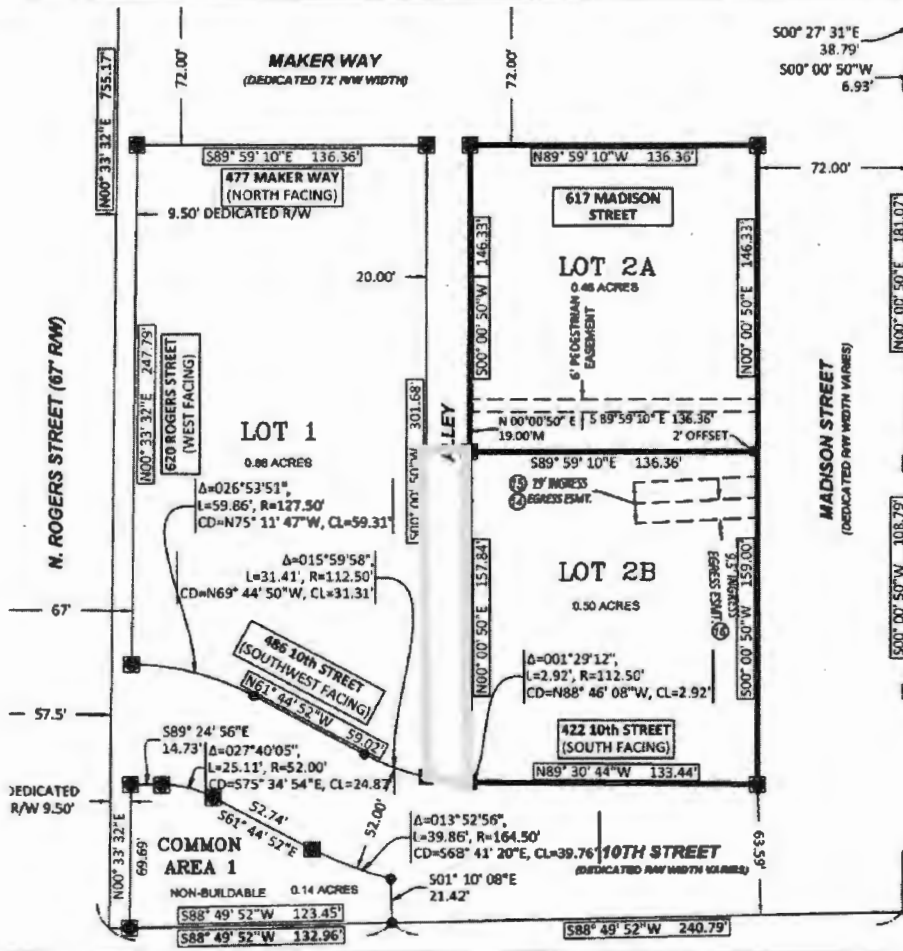 S00° 27' 31"E
38.79'
S00° 00' 50"W
6.93'
MAKER WAY
(DEDICATED 72' R/W WIDTH)
72.00'
72.00'
N00° 33' 32"E 755.17'
S89° 59' 10"E 136.36'
N89° 59' 10"W 136.36'
72.00'
477 MAKER WAY
(NORTH FACING)
617 MADISON
STREET
9.50' DEDICATED R/W
N00° 00' 50"E 181.07'
S00° 00' 50"W 146.33'
N00° 00' 50"E 146.33'
LOT 2A
0.46 ACRES
20.00'
6' PEDESTRIAN
EASEMENT
N. ROGERS STREET (67' R/W)
N00° 33' 32"E 247.79'
620 ROGERS STREET
(WEST FACING)
301.68'
N 00°00'50" E
19.00'M
S 89°59'10" E 136.36'
2' OFFSET
MADISON STREET
(DEDICATED R/W WIDTH VARIES)
LOT 1
0.86 ACRES
S89° 59' 10"E 136.36'
15 19' INGRESS
EGRESS ESMT.
Δ=026°53'51",
L=59.86', R=127.50'
CD=N75° 11' 47"W, CL=59.31'
Δ=015°59'58",
L=31.41', R=112.50'
CD=N69° 44' 50"W, CL=31.31'
LOT 2B
0.50 ACRES
9.5' INGRESS
EGRESS ESMT.
N00° 00' 50"E 157.84'
S00° 00' 50"W 159.00'
S00° 00' 50"W 108.79'
67'
486 10th STREET
(SOUTHWEST FACING)
N61° 44' 52"W 59.02'
Δ=001°29'12",
L=2.92', R=112.50'
CD=N88° 46' 08"W, CL=2.92'
57.5'
422 10th STREET
(SOUTH FACING)
S89° 24' 56"E
14.73'
Δ=027°40'05",
L=25.11', R=52.00'
CD=S75° 34' 54"E, CL=24.87'
N89° 30' 44"W 133.44'
DEDICATED
R/W 9.50'
52.74'
S61° 44' 52"E
52.00'
Δ=013°52'56",
L=39.86', R=164.50'
CD=S68° 41' 20"E, CL=39.76'
N00° 33' 32"E
69.69'
COMMON
AREA 1
NON-BUILDABLE 0.14 ACRES
10TH STREET
(DEDICATED R/W WIDTH VARIES)
63.59'
S01° 10' 08"E
21.42'
S88° 49' 52"W 123.45'
S88° 49' 52"W 132.96'
S88° 49' 52"W 240.79'